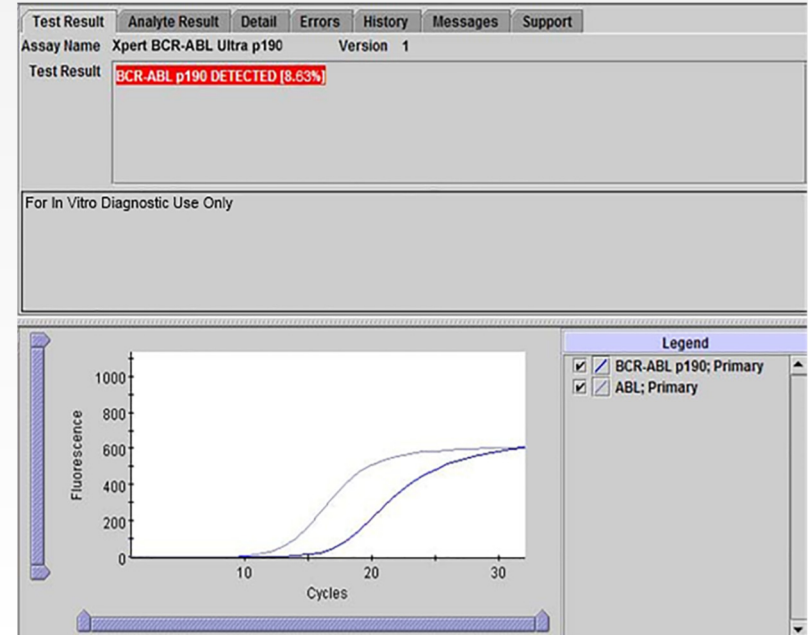 Test Result Analyte Result Detail Errors History Messages Support
Assay Name Xpert BCR-ABL Ultra p190 Version 1
Test Result BCR-ABL p190 DETECTED [8.63%]
For In Vitro Diagnostic Use Only
Legend
BCR-ABL p190; Primary
ABL; Primary
Fluorescence
1000
800
600
400
200
0
10 20 30
Cycles